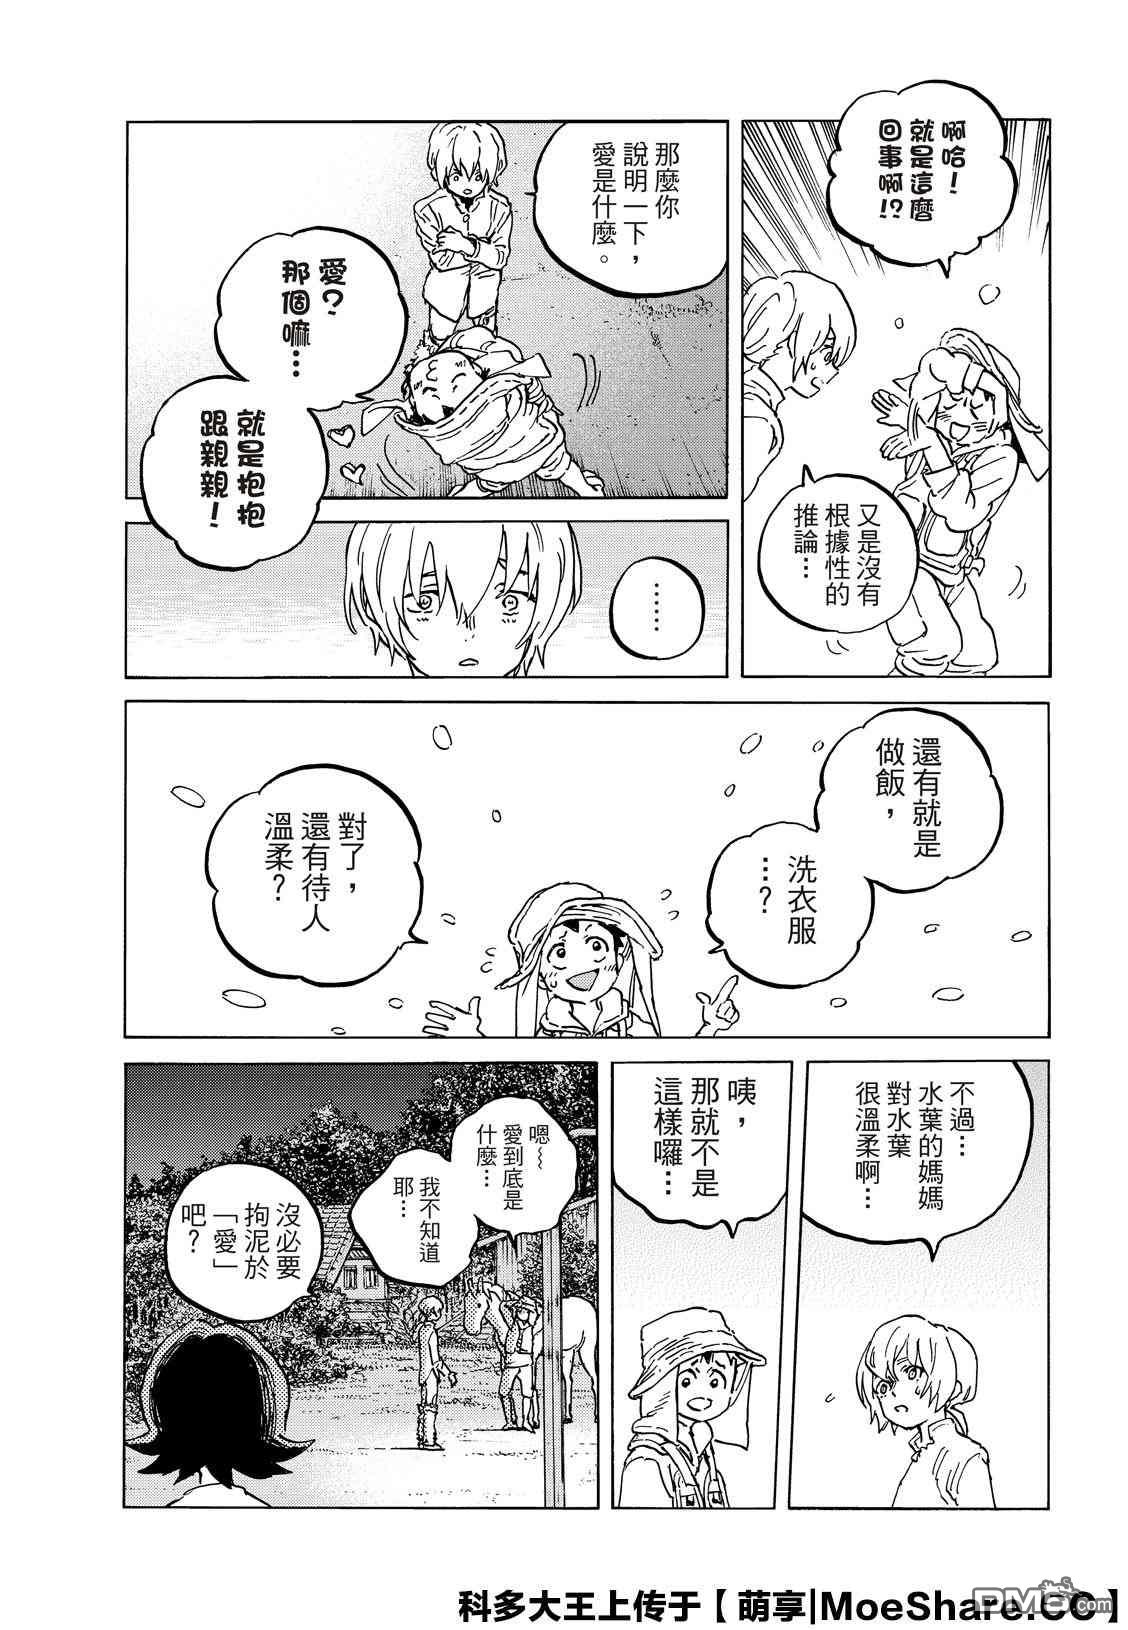 啊哈！
就是這麼
回事啊!?
又是沒有
根據性的
推論…
那麼你
說明一下，
愛是什麼。
愛？
那個嘛…
就是抱抱
跟親親！
……
還有就是
做飯，
洗衣服
…？
對了，
還有待人
溫柔？
不過…
水葉的媽媽
對水葉
很溫柔啊…
咦，
那就不是
這樣囉…
嗯~
愛到底是
什麼…
我不知道
耶…
沒必要
拘泥於
「愛」
吧？
科多大王上传于【萌享|MoeShare.CC】